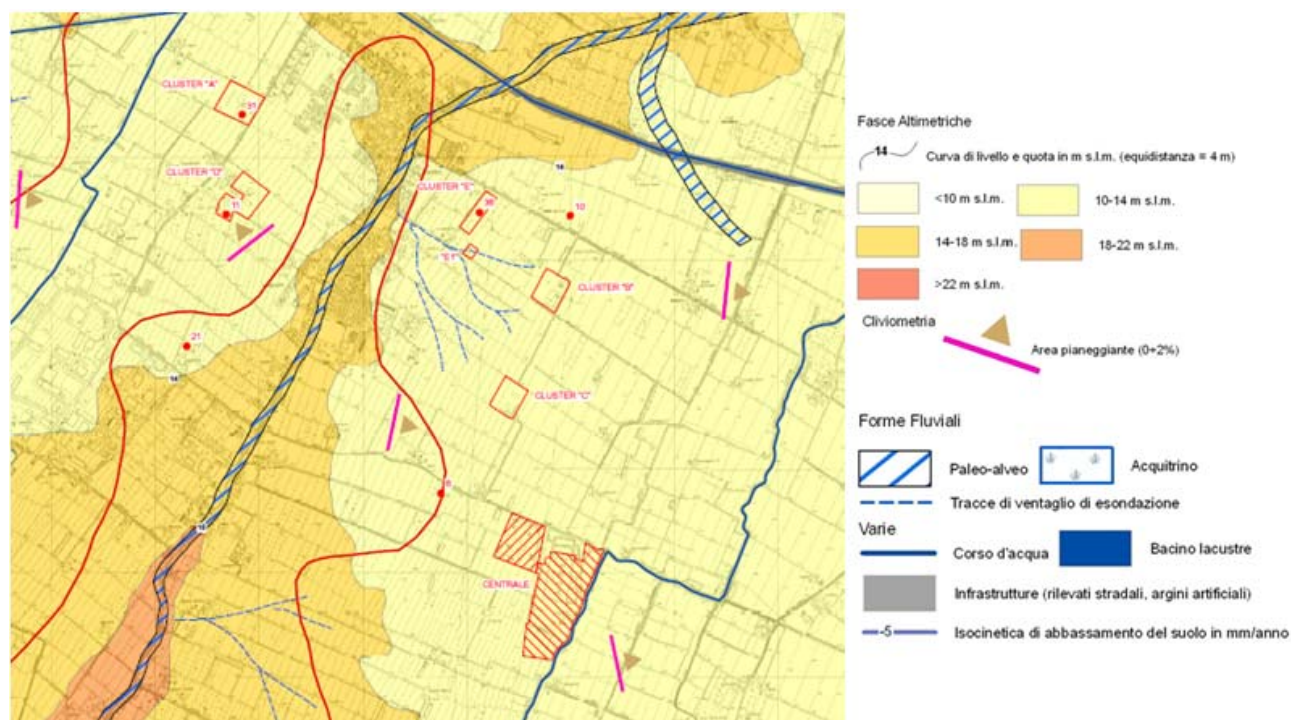 CLUSTER "A"
31
CLUSTER "D"
11
CLUSTER "E"
36
10
14
"E1"
CLUSTER "B"
21
14
CLUSTER "C"
CENTRALE
Fasce Altimetriche
14
Curva di livello e quota in m s.l.m. (equidistanza = 4 m)
<10 m s.l.m.
10-14 m s.l.m.
14-18 m s.l.m.
18-22 m s.l.m.
>22 m s.l.m.
Cliviometria
Area pianeggiante (0+2%)
Forme Fluviali
Paleo-alveo
Acquitrino
Tracce di ventaglio di esondazione
Varie
Corso d'acqua
Bacino lacustre
Infrastrutture (rilevati stradali, argini artificiali)
-5
Isocinetica di abbassamento del suolo in mm/anno